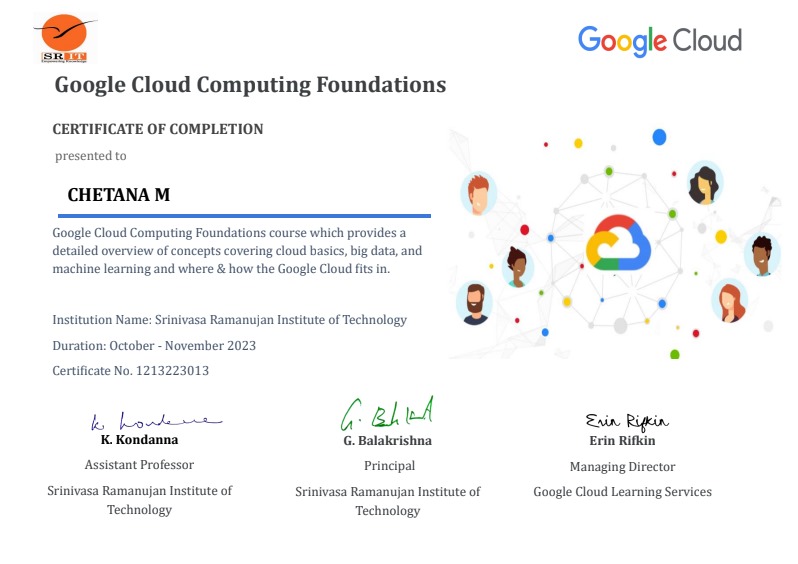 SRIT
Google Cloud
Google Cloud Computing Foundations
CERTIFICATE OF COMPLETION
presented to
CHETANA M
Google Cloud Computing Foundations course which provides a
detailed overview of concepts covering cloud basics, big data, and
machine learning and where & how the Google Cloud fits in.
Institution Name: Srinivasa Ramanujan Institute of Technology
Duration: October - November 2023
Certificate No. 1213223013
K. Kondanna
G. Balakrishna
Erin Rifkin
Erin Rifkin
Assistant Professor
Principal
Managing Director
Srinivasa Ramanujan Institute of
Technology
Srinivasa Ramanujan Institute of
Technology
Google Cloud Learning Services